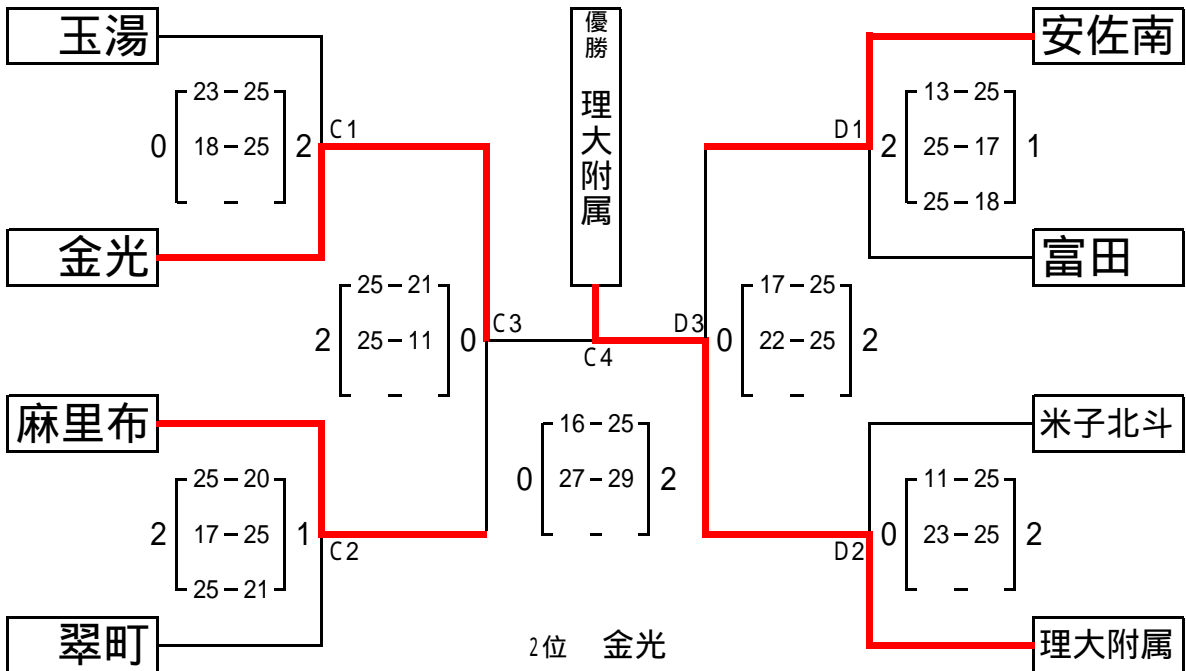 玉湯
23－25
0 18－25 2
－
C1
金光
25－21
2 25－11 0
－
C3
麻里布
25－20
2 17－25 1
25－21
C2
翠町
優勝 理大附属
C4
16－25
0 27－29 2
－
2位 金光
安佐南
D1
13－25
2 25－17 1
25－18
富田
D3
17－25
0 22－25 2
－
米子北斗
11－25
0 23－25 2
－
D2
理大附属